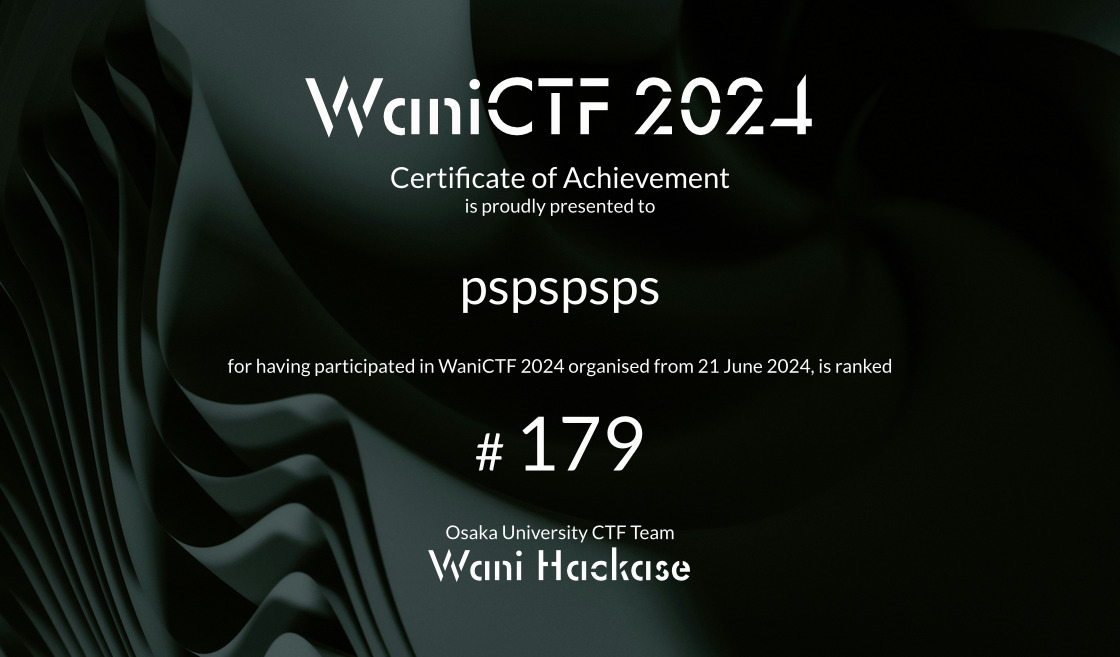 WaniCTF 2024
Certificate of Achievement
is proudly presented to
pspspsps
for having participated in WaniCTF 2024 organised from 21 June 2024, is ranked
# 179
Osaka University CTF Team
Wani Hackase